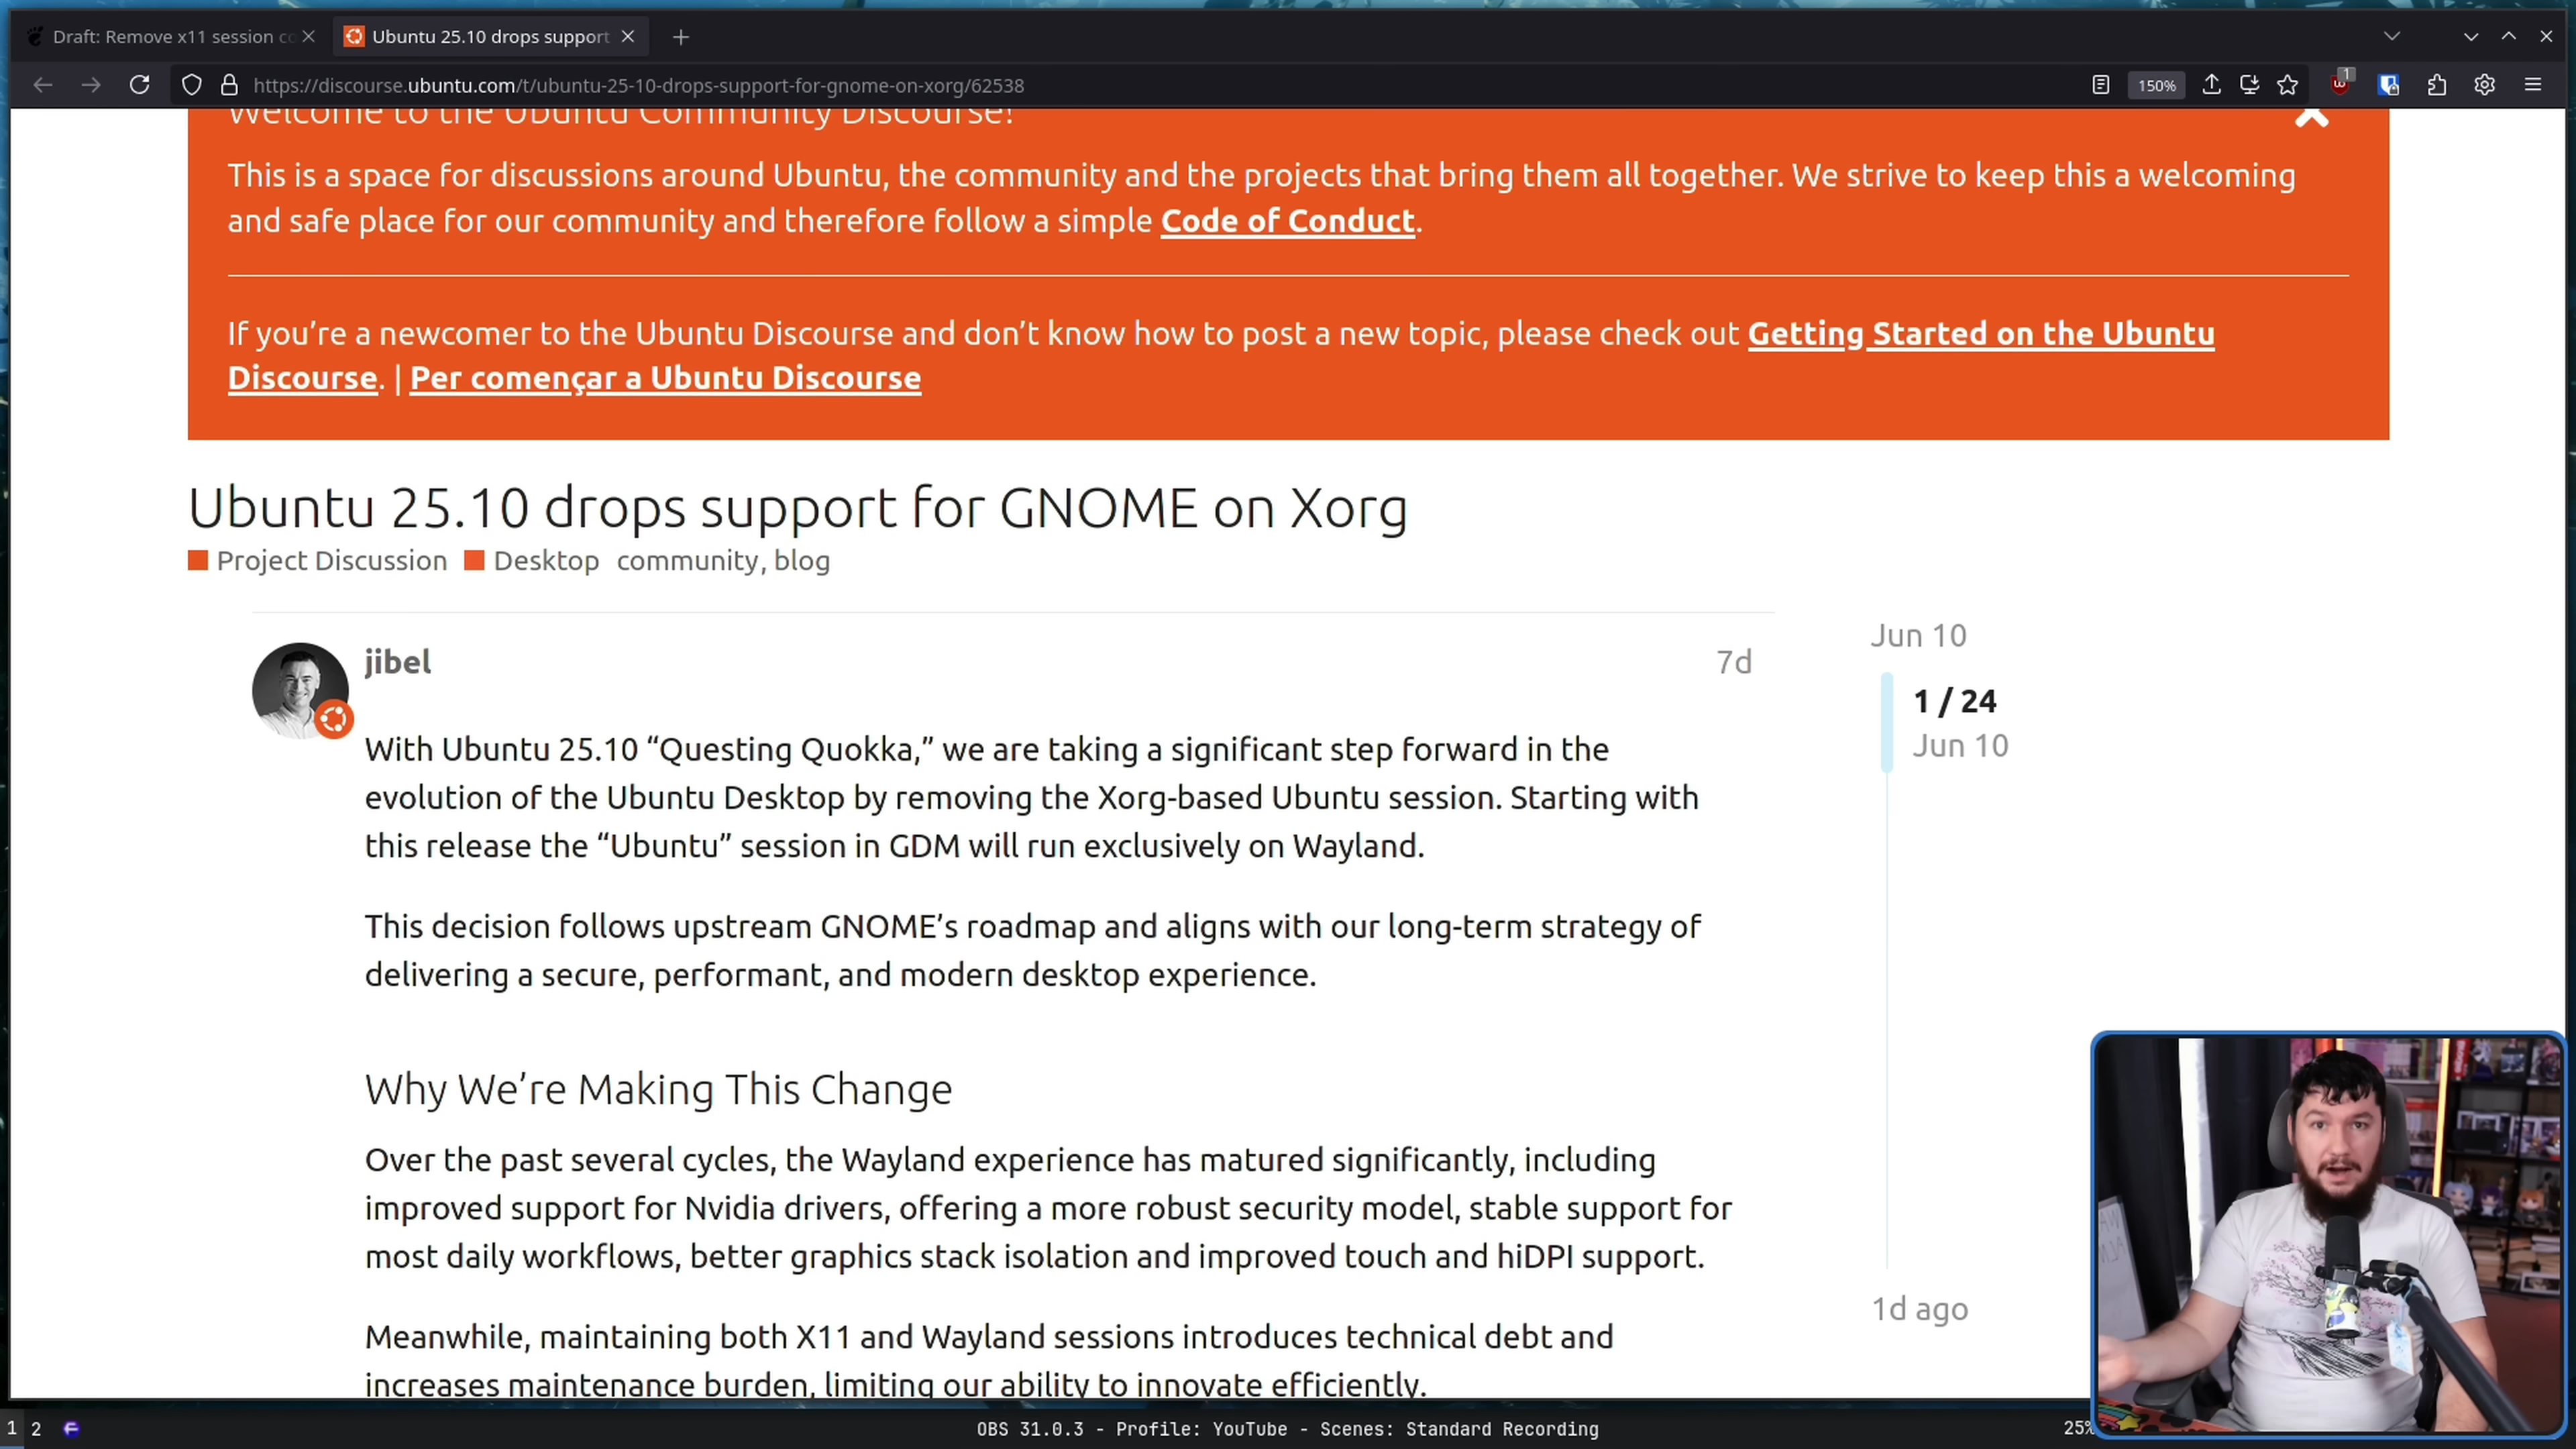 Draft: Remove x11 session co
Ubuntu 25.10 drops support
https://discourse.ubuntu.com/t/ubuntu-25-10-drops-support-for-gnome-on-xorg/62538
150%
1
Welcome to the Ubuntu Community Discourse!
This is a space for discussions around Ubuntu, the community and the projects that bring them all together. We strive to keep this a welcoming
and safe place for our community and therefore follow a simple Code of Conduct.
If you’re a newcomer to the Ubuntu Discourse and don’t know how to post a new topic, please check out Getting Started on the Ubuntu
Discourse. | Per començar a Ubuntu Discourse
Ubuntu 25.10 drops support for GNOME on Xorg
Project Discussion Desktop community, blog
jibel
7d
Jun 10
1 / 24
Jun 10
With Ubuntu 25.10 “Questing Quokka,” we are taking a significant step forward in the
evolution of the Ubuntu Desktop by removing the Xorg-based Ubuntu session. Starting with
this release the “Ubuntu” session in GDM will run exclusively on Wayland.
This decision follows upstream GNOME’s roadmap and aligns with our long-term strategy of
delivering a secure, performant, and modern desktop experience.
Why We’re Making This Change
Over the past several cycles, the Wayland experience has matured significantly, including
improved support for Nvidia drivers, offering a more robust security model, stable support for
most daily workflows, better graphics stack isolation and improved touch and hiDPI support.
1d ago
Meanwhile, maintaining both X11 and Wayland sessions introduces technical debt and
increases maintenance burden, limiting our ability to innovate efficiently.
1 2
OBS 31.0.3 - Profile: YouTube - Scenes: Standard Recording
25%